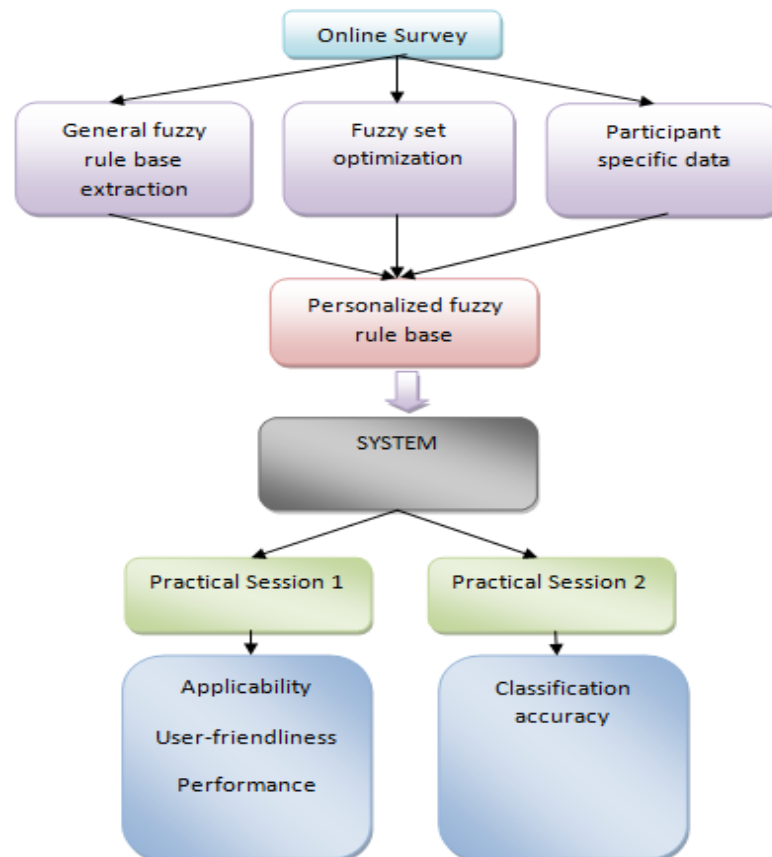 Online Survey
General fuzzy
rule base
extraction
Fuzzy set
optimization
Participant
specific data
Personalized fuzzy
rule base
SYSTEM
Practical Session 1
Practical Session 2
Applicability
User-friendliness
Performance
Classification
accuracy